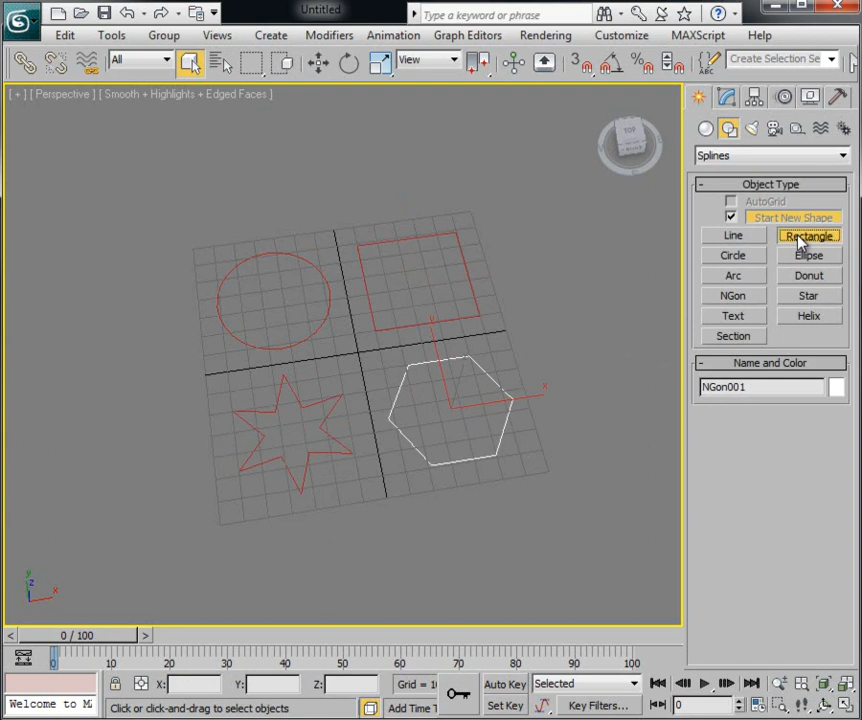 Untitled
Type a keyword or phrase
Edit Tools Group Views Create Modifiers Animation Graph Editors Rendering Customize MAXScript Help
All View 3 Create Selection Se
[ + ] [ Perspective ] [ Smooth + Highlights + Edged Faces ]
TOP
Splines
- Object Type
AutoGrid
Start New Shape
Line Rectangle
Circle Ellipse
Arc Donut
NGon Star
Text Helix
Section
- Name and Color
NGon001
x
y
z
x
< 0 / 100 >
0 10 20 30 40 50 60 70 80 90 100
X: Y: Z: Grid = 10 Auto Key Selected
Welcome to Click or click-and-drag to select objects Add Time Set Key Key Filters... 0